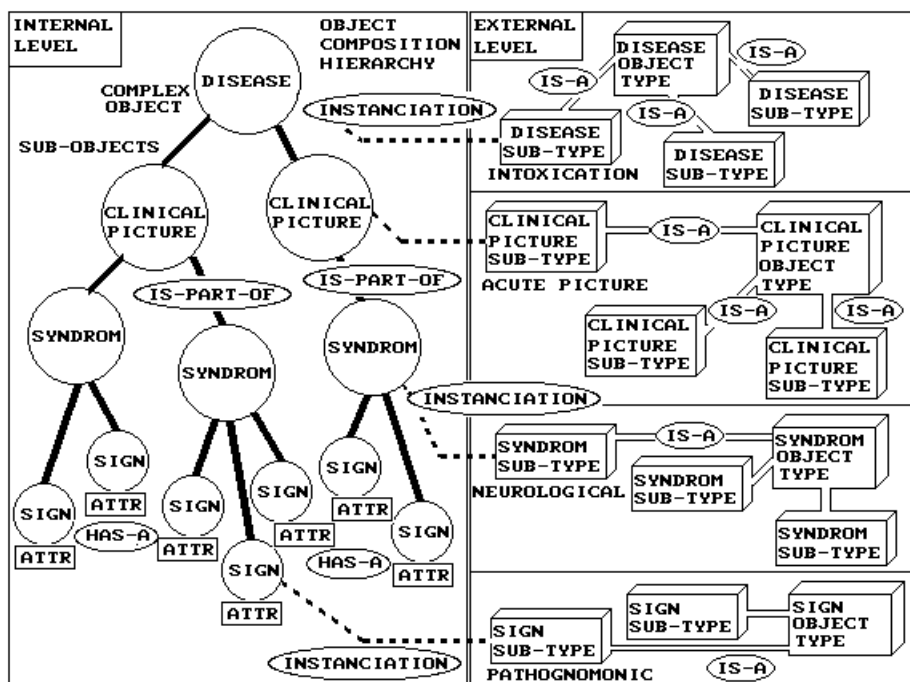 INTERNAL
LEVEL
OBJECT
COMPOSITION
HIERARCHY
DISEASE
COMPLEX
OBJECT
INSTANCIATION
SUB-OBJECTS
CLINICAL
PICTURE
CLINICAL
PICTURE
IS-PART-OF
IS-PART-OF
SYNDROM
SYNDROM
SYNDROM
INSTANCIATION
SIGN
ATTR
SIGN
ATTR
HAS-A
SIGN
ATTR
SIGN
ATTR
SIGN
ATTR
SIGN
ATTR
HAS-A
SIGN
ATTR
INSTANCIATION
EXTERNAL
LEVEL
DISEASE
OBJECT
TYPE
IS-A
IS-A
IS-A
DISEASE
SUB-TYPE
INTOXICATION
DISEASE
SUB-TYPE
DISEASE
SUB-TYPE
CLINICAL
PICTURE
SUB-TYPE
ACUTE PICTURE
IS-A
CLINICAL
PICTURE
OBJECT
TYPE
IS-A
IS-A
CLINICAL
PICTURE
SUB-TYPE
CLINICAL
PICTURE
SUB-TYPE
SYNDROM
SUB-TYPE
NEUROLOGICAL
IS-A
SYNDROM
OBJECT
TYPE
SYNDROM
SUB-TYPE
SYNDROM
SUB-TYPE
SIGN
SUB-TYPE
SIGN
OBJECT
TYPE
SIGN
SUB-TYPE
PATHOGNOMONIC
IS-A